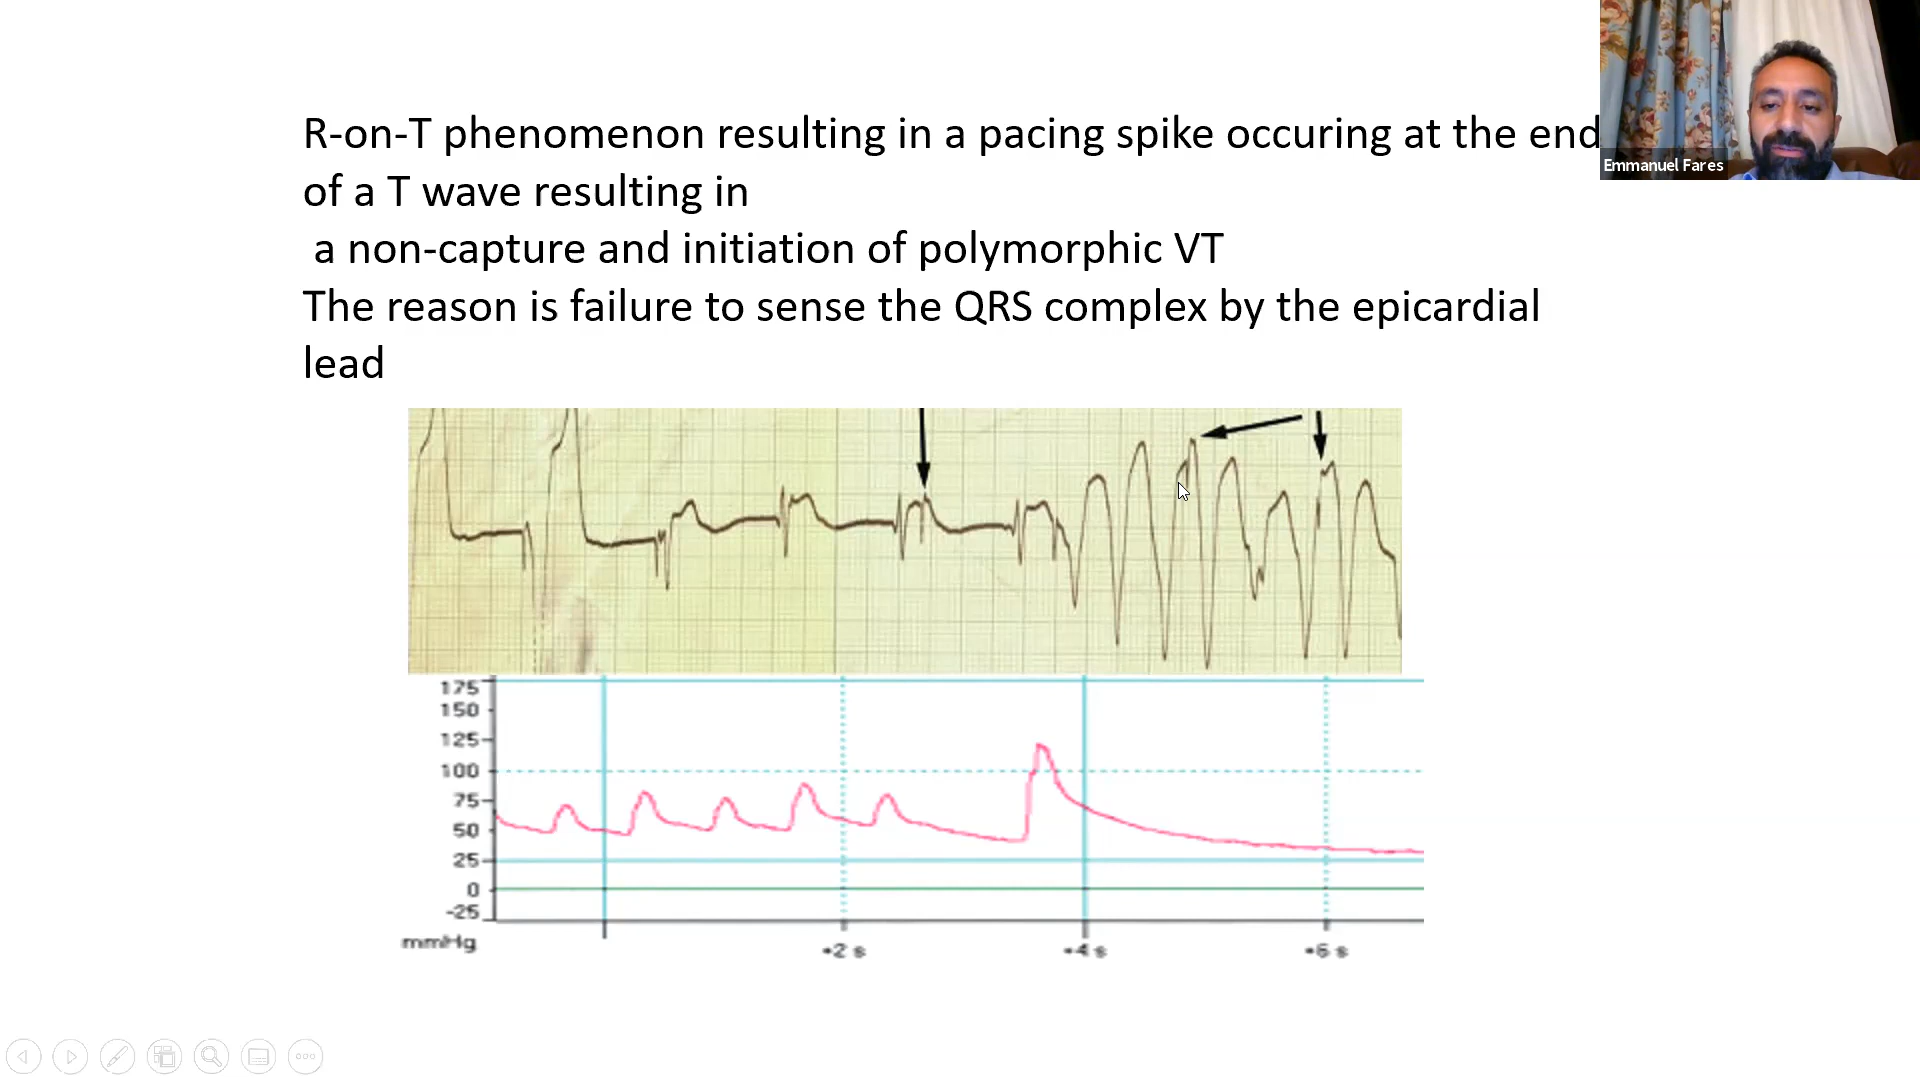 R-on-T phenomenon resulting in a pacing spike occuring at the end
of a T wave resulting in
a non-capture and initiation of polymorphic VT
The reason is failure to sense the QRS complex by the epicardial
lead
Emmanuel Fares
175
150
125
100
75
50
25
0
-25
mmHg
+2 s
+4 s
+6 s